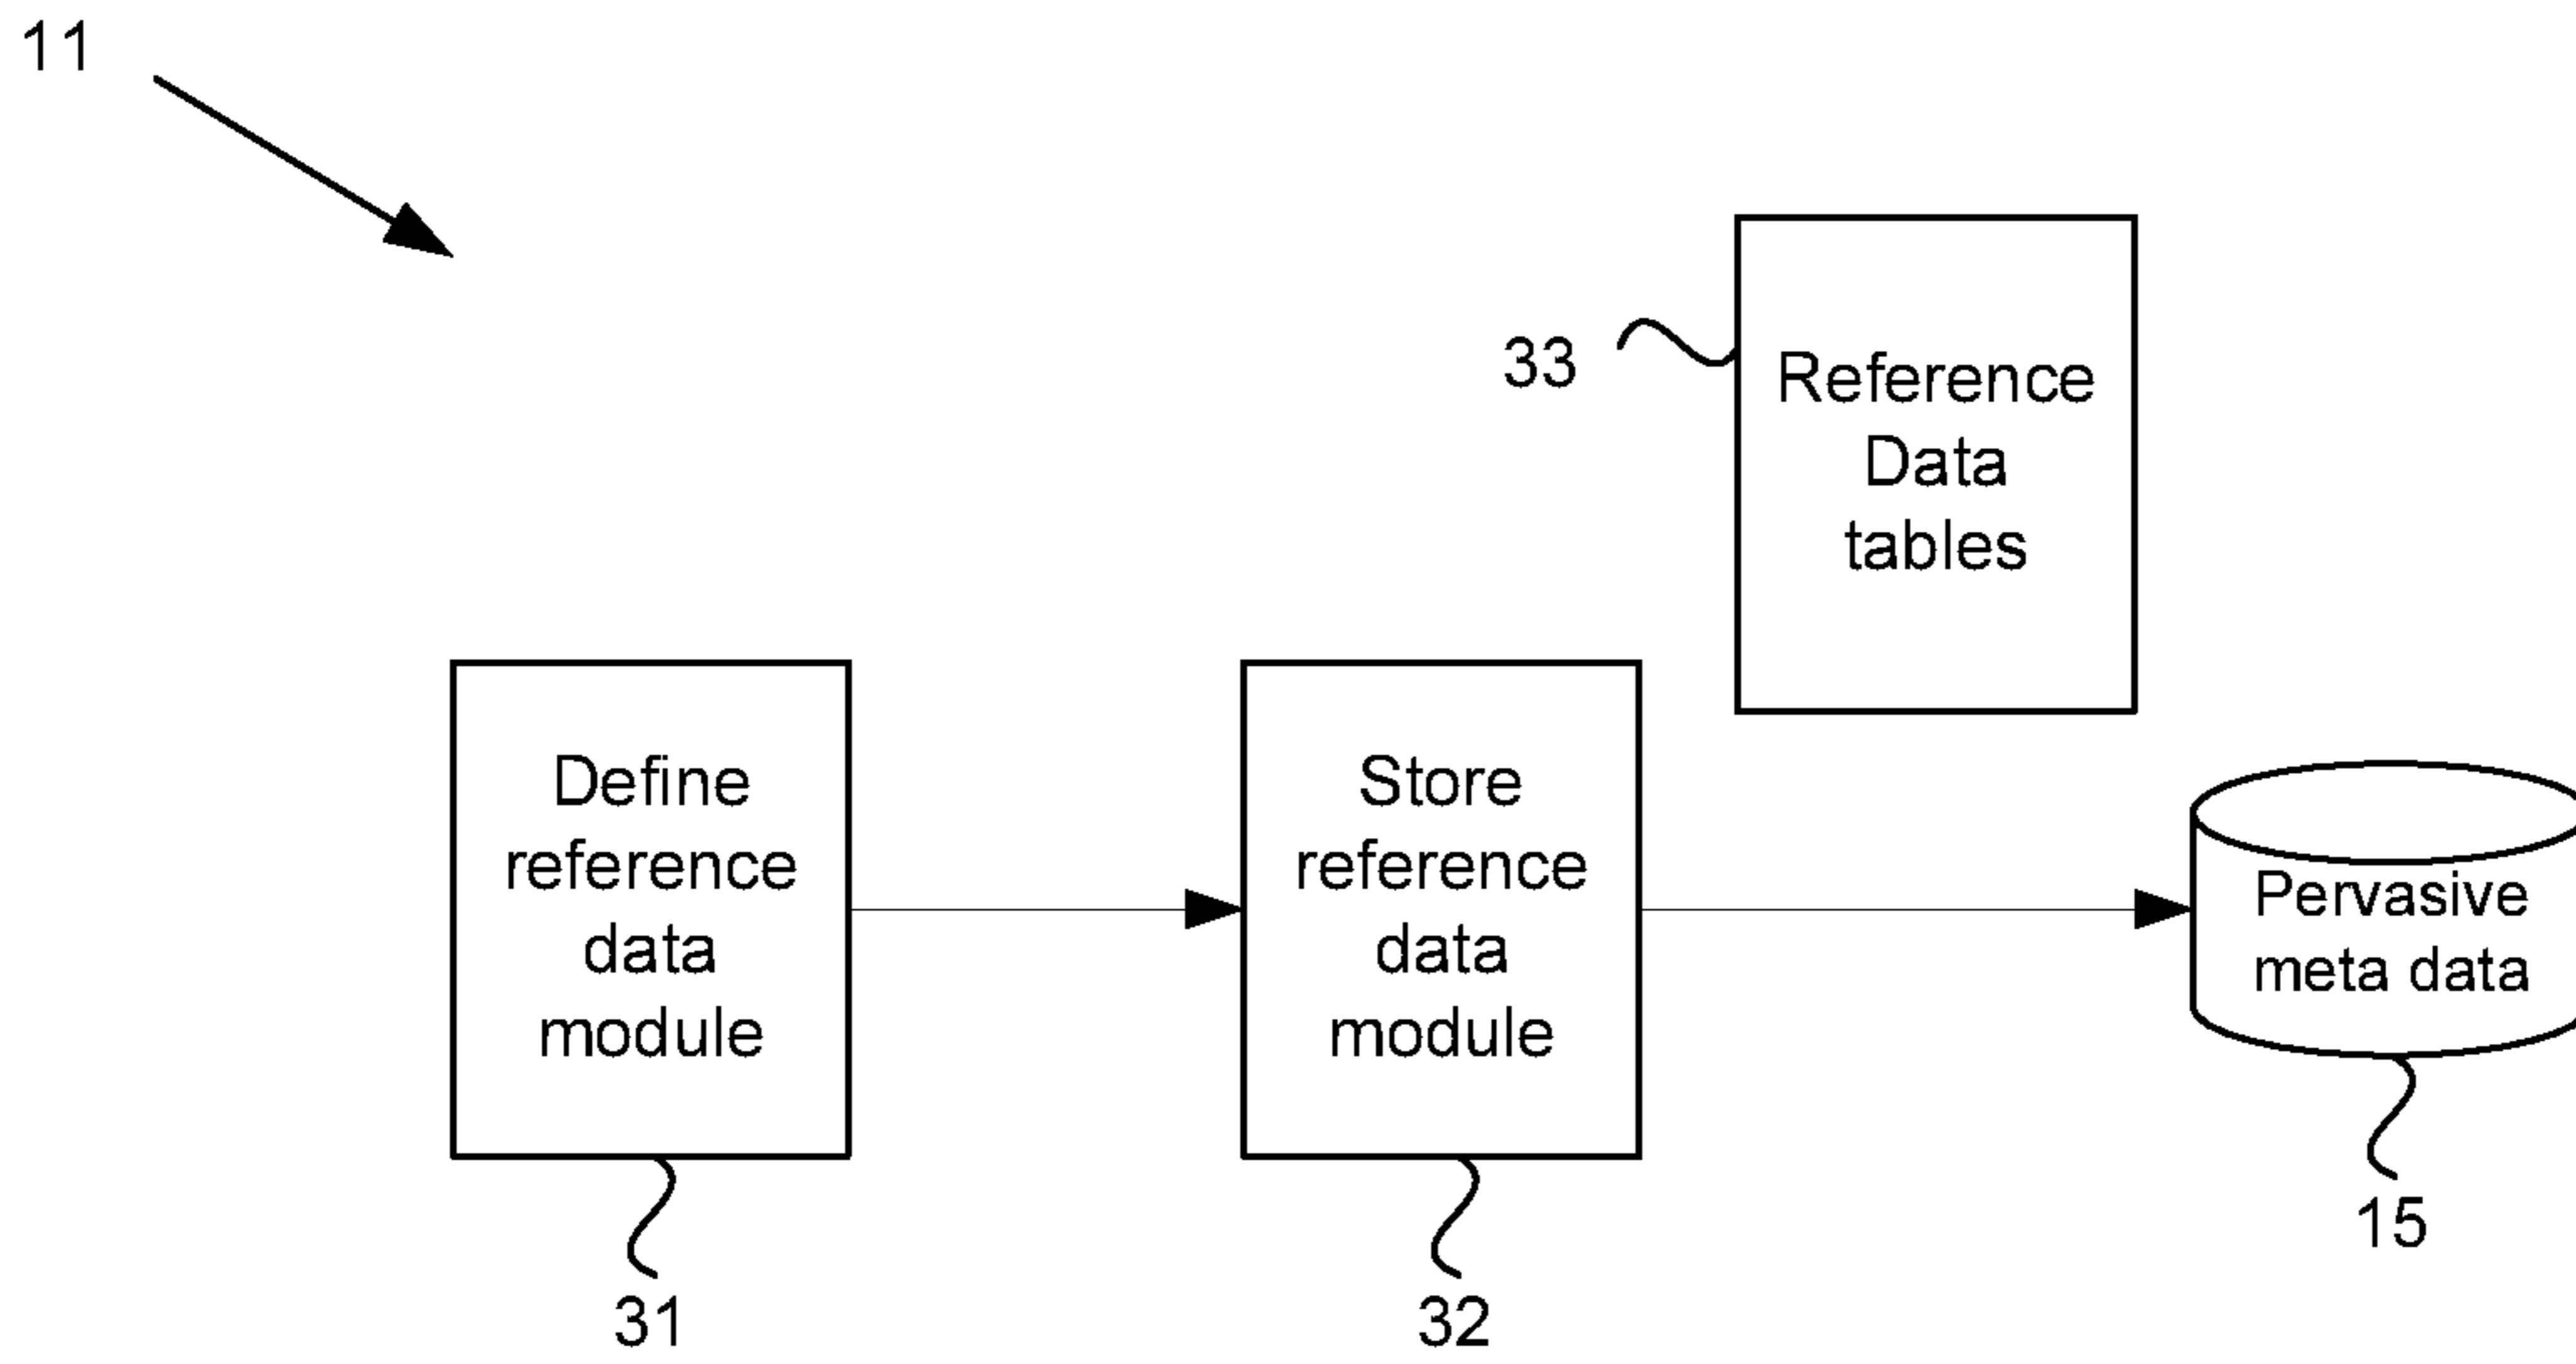 11
33
Reference
Data
tables
Define
reference
data
module
Store
reference
data
module
Pervasive
meta data
15
31
32